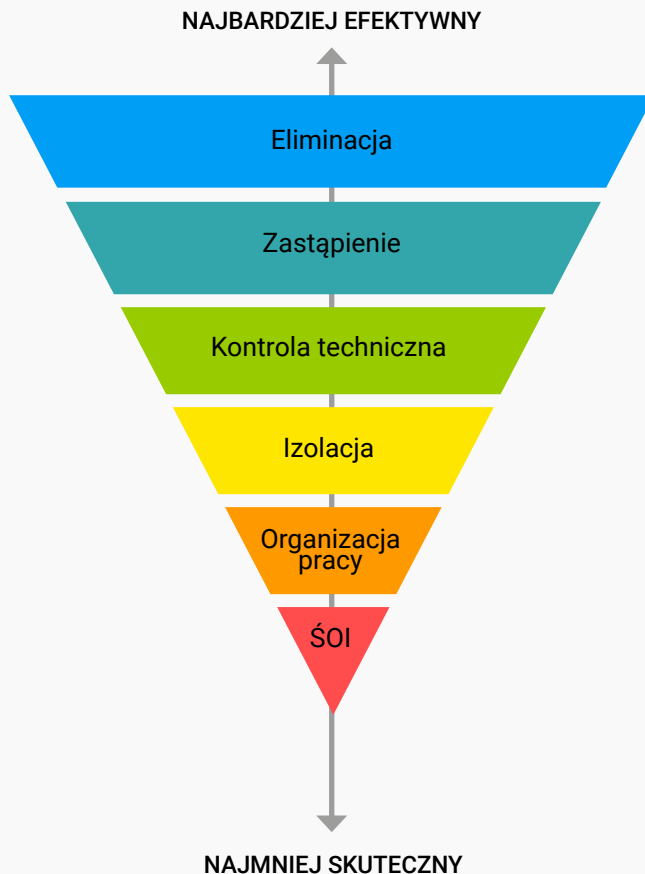 NAJBARDZIEJ EFEKTYWNY
Eliminacja
Zastąpienie
Kontrola techniczna
Izolacja
Organizacja
pracy
ŚOI
NAJMNIEJ SKUTECZNY